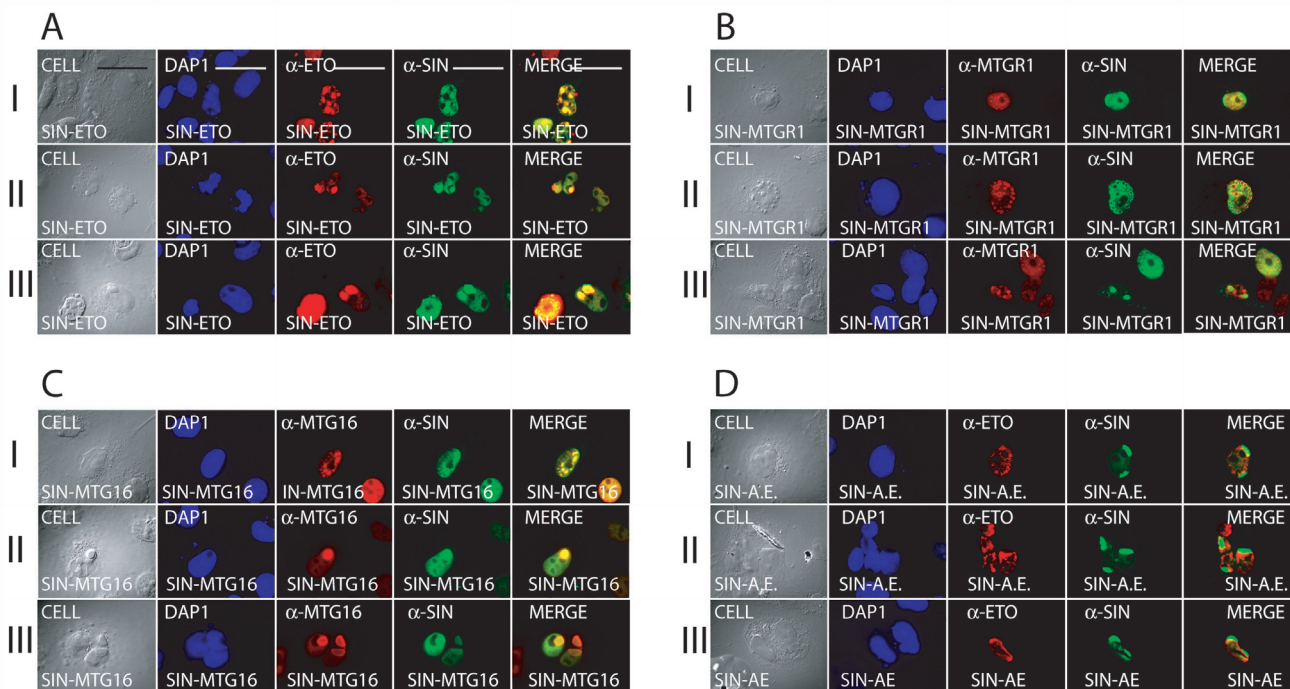 A
I
CELL DAP1 α-ETO α-SIN MERGE
SIN-ETO SIN-ETO SIN-ETO SIN-ETO SIN-ETO
II
CELL DAP1 α-ETO α-SIN MERGE
SIN-ETO SIN-ETO SIN-ETO SIN-ETO SIN-ETO
III
CELL DAP1 α-ETO α-SIN MERGE
SIN-ETO SIN-ETO SIN-ETO SIN-ETO SIN-ETO
B
I
CELL DAP1 α-MTGR1 α-SIN MERGE
SIN-MTGR1 SIN-MTGR1 SIN-MTGR1 SIN-MTGR1 SIN-MTGR1
II
CELL DAP1 α-MTGR1 α-SIN MERGE
SIN-MTGR1 SIN-MTGR1 SIN-MTGR1 SIN-MTGR1 SIN-MTGR1
III
CELL DAP1 α-MTGR1 α-SIN MERGE
SIN-MTGR1 SIN-MTGR1 SIN-MTGR1 SIN-MTGR1 SIN-MTGR1
C
I
CELL DAP1 α-MTG16 α-SIN MERGE
SIN-MTG16 SIN-MTG16 IN-MTG16 SIN-MTG16 SIN-MTG16
II
CELL DAP1 α-MTG16 α-SIN MERGE
SIN-MTG16 SIN-MTG16 SIN-MTG16 SIN-MTG16 SIN-MTG16
III
CELL DAP1 α-MTG16 α-SIN MERGE
SIN-MTG16 SIN-MTG16 SIN-MTG16 SIN-MTG16 SIN-MTG16
D
I
CELL DAP1 α-ETO α-SIN MERGE
SIN-A.E. SIN-A.E. SIN-A.E. SIN-A.E. SIN-A.E.
II
CELL DAP1 α-ETO α-SIN MERGE
SIN-A.E. SIN-A.E. SIN-A.E. SIN-A.E. SIN-A.E.
III
CELL DAP1 α-ETO α-SIN MERGE
SIN-AE SIN-AE SIN-AE SIN-AE SIN-AE